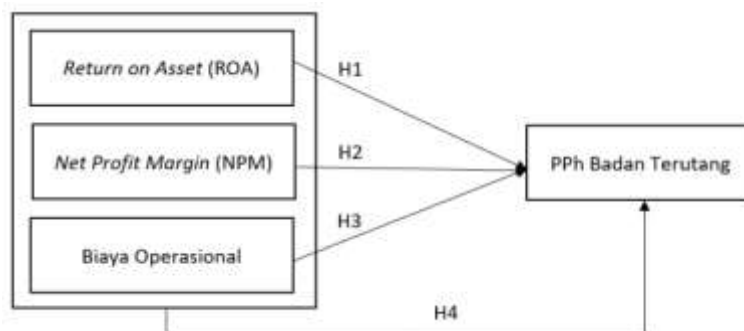 Return on Asset (ROA)
H1
Net Profit Margin (NPM)
H2
PPh Badan Terutang
H3
Biaya Operasional
H4